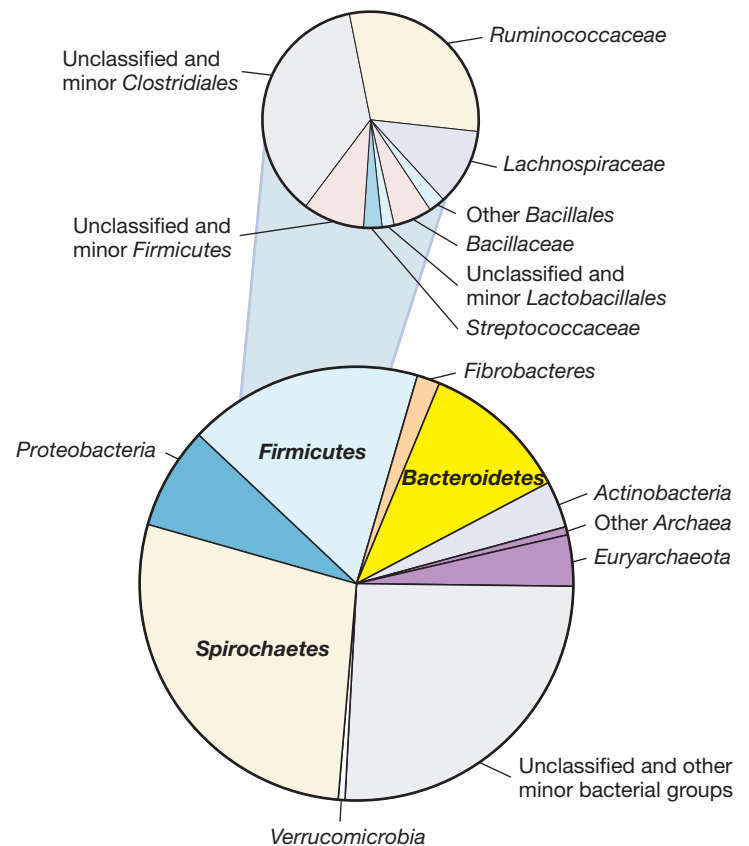 Ruminococcaceae
Unclassified and
minor Clostridiales
Lachnospiraceae
Other Bacillales
Unclassified and
minor Firmicutes
Bacillaceae
Unclassified and
minor Lactobacillales
Streptococcaceae
Fibrobacteres
Proteobacteria
Firmicutes
Bacteroidetes
Actinobacteria
Other Archaea
Euryarchaeota
Spirochaetes
Unclassified and other
minor bacterial groups
Verrucomicrobia